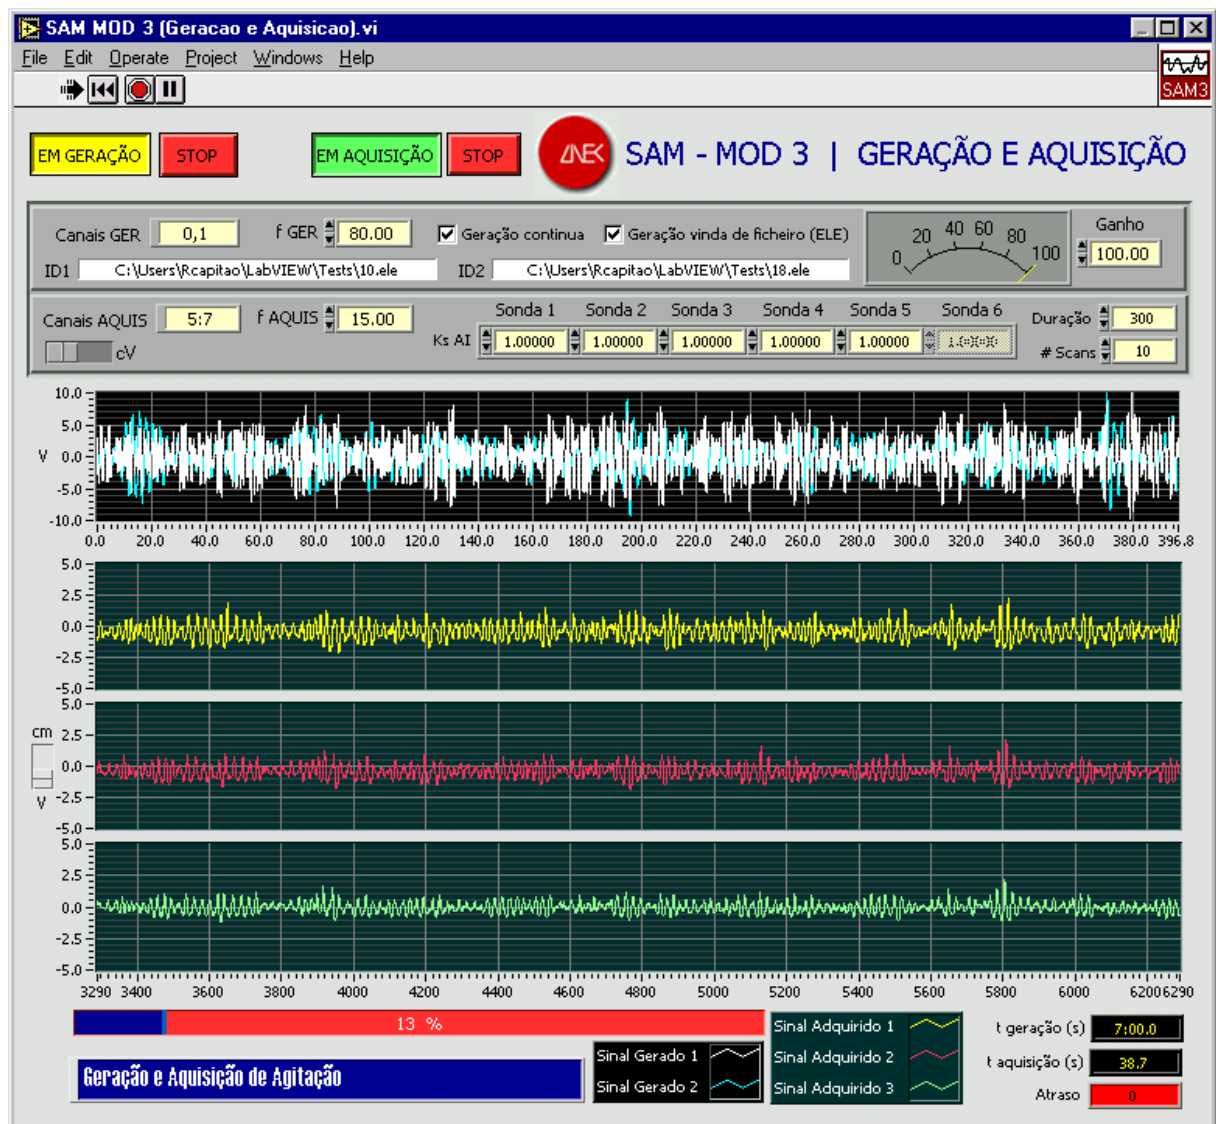 SAM MOD 3 (Geracao e Aquisicao).vi
File Edit Operate Project Windows Help
SAM3
EM GERAÇÃO STOP EM AQUISIÇÃO STOP LNEC SAM - MOD 3 | GERAÇÃO E AQUISIÇÃO
Canais GER 0,1 f GER 80.00 Geração continua Geração vinda de ficheiro (ELE) 0 20 40 60 80 100 Ganho 100.00
ID1 C:\Users\Rcapitao\LabVIEW\Tests\10.ele ID2 C:\Users\Rcapitao\LabVIEW\Tests\18.ele
Sonda 1 Sonda 2 Sonda 3 Sonda 4 Sonda 5 Sonda 6
Canais AQUIS 5:7 f AQUIS 15.00 Duração 300
Ks AI 1.00000 1.00000 1.00000 1.00000 1.00000
cV # Scans 10
10.0
5.0
V 0.0
-5.0
-10.0
0.0 20.0 40.0 60.0 80.0 100.0 120.0 140.0 160.0 180.0 200.0 220.0 240.0 260.0 280.0 300.0 320.0 340.0 360.0 380.0 396.8
5.0
2.5
0.0
-2.5
-5.0
5.0
cm 2.5
0.0
V -2.5
-5.0
5.0
2.5
0.0
-2.5
-5.0
3290 3400 3600 3800 4000 4200 4400 4600 4800 5000 5200 5400 5600 5800 6000 6200 6290
13 %
Geração e Aquisição de Agitação
Sinal Gerado 1
Sinal Gerado 2
Sinal Adquirido 1
Sinal Adquirido 2
Sinal Adquirido 3
t geração (s) 7:00.0
t aquisição (s) 38.7
Atraso 0